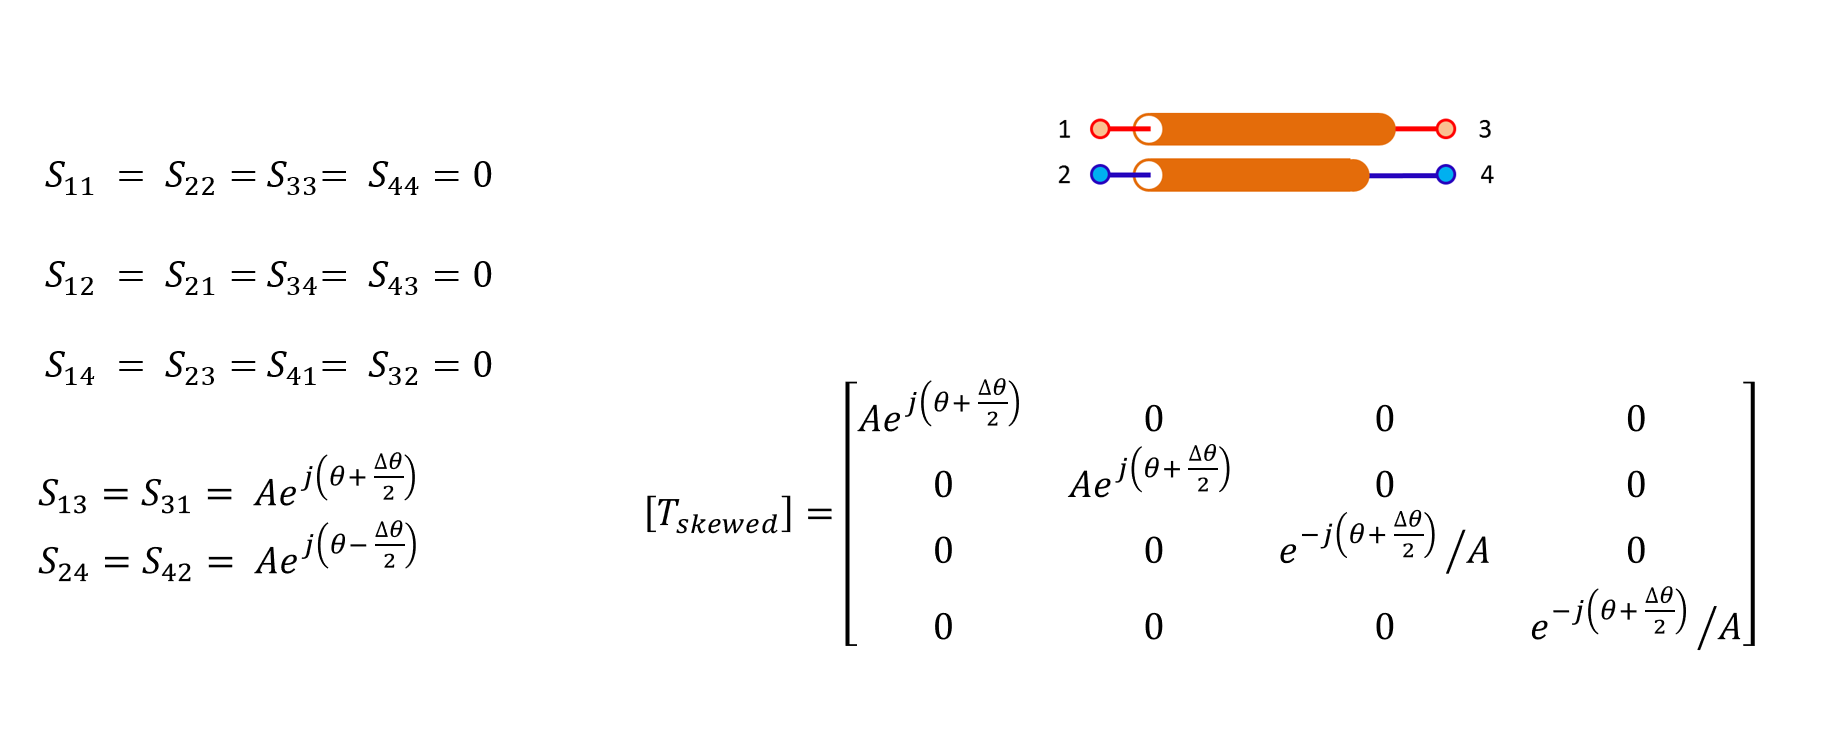 S₁₁ = S₂₂ = S₃₃ = S₄₄ = 0
S₁₂ = S₂₁ = S₃₄ = S₄₃ = 0
S₁₄ = S₂₃ = S₄₁ = S₃₂ = 0
S₁₃ = S₃₁ = Ae^{j(θ+Δθ/2)}
S₂₄ = S₄₂ = Ae^{j(θ−Δθ/2)}
1 3
2 4
[T_{skewed}] =
Ae^{j(θ+Δθ/2)} 0 0 0
0 Ae^{j(θ+Δθ/2)} 0 0
0 0 e^{−j(θ+Δθ/2)}/A 0
0 0 0 e^{−j(θ+Δθ/2)}/A